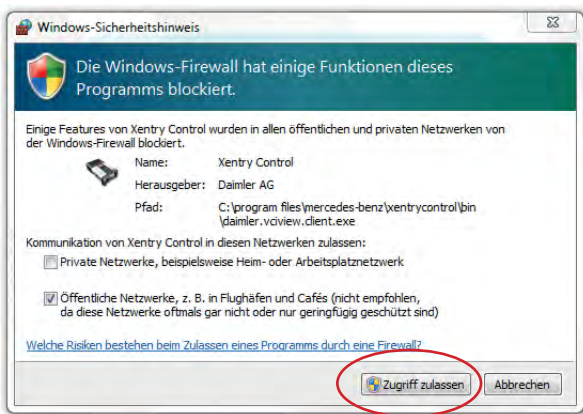 Windows-Sicherheitshinweis
Die Windows-Firewall hat einige Funktionen dieses
Programms blockiert.
Einige Features von Xentry Control wurden in allen öffentlichen und privaten Netzwerken von
der Windows-Firewall blockiert.
Name: Xentry Control
Herausgeber: Daimler AG
Pfad: C:\program files\mercedes-benz\xentrycontrol\bin
\daimler.vciview.client.exe
Kommunikation von Xentry Control in diesen Netzwerken zulassen:
Private Netzwerke, beispielsweise Heim- oder Arbeitsplatznetzwerk
Öffentliche Netzwerke, z. B. in Flughäfen und Cafés (nicht empfohlen,
da diese Netzwerke oftmals gar nicht oder nur geringfügig geschützt sind)
Welche Risiken bestehen beim Zulassen eines Programms durch eine Firewall?
Zugriff zulassen Abbrechen